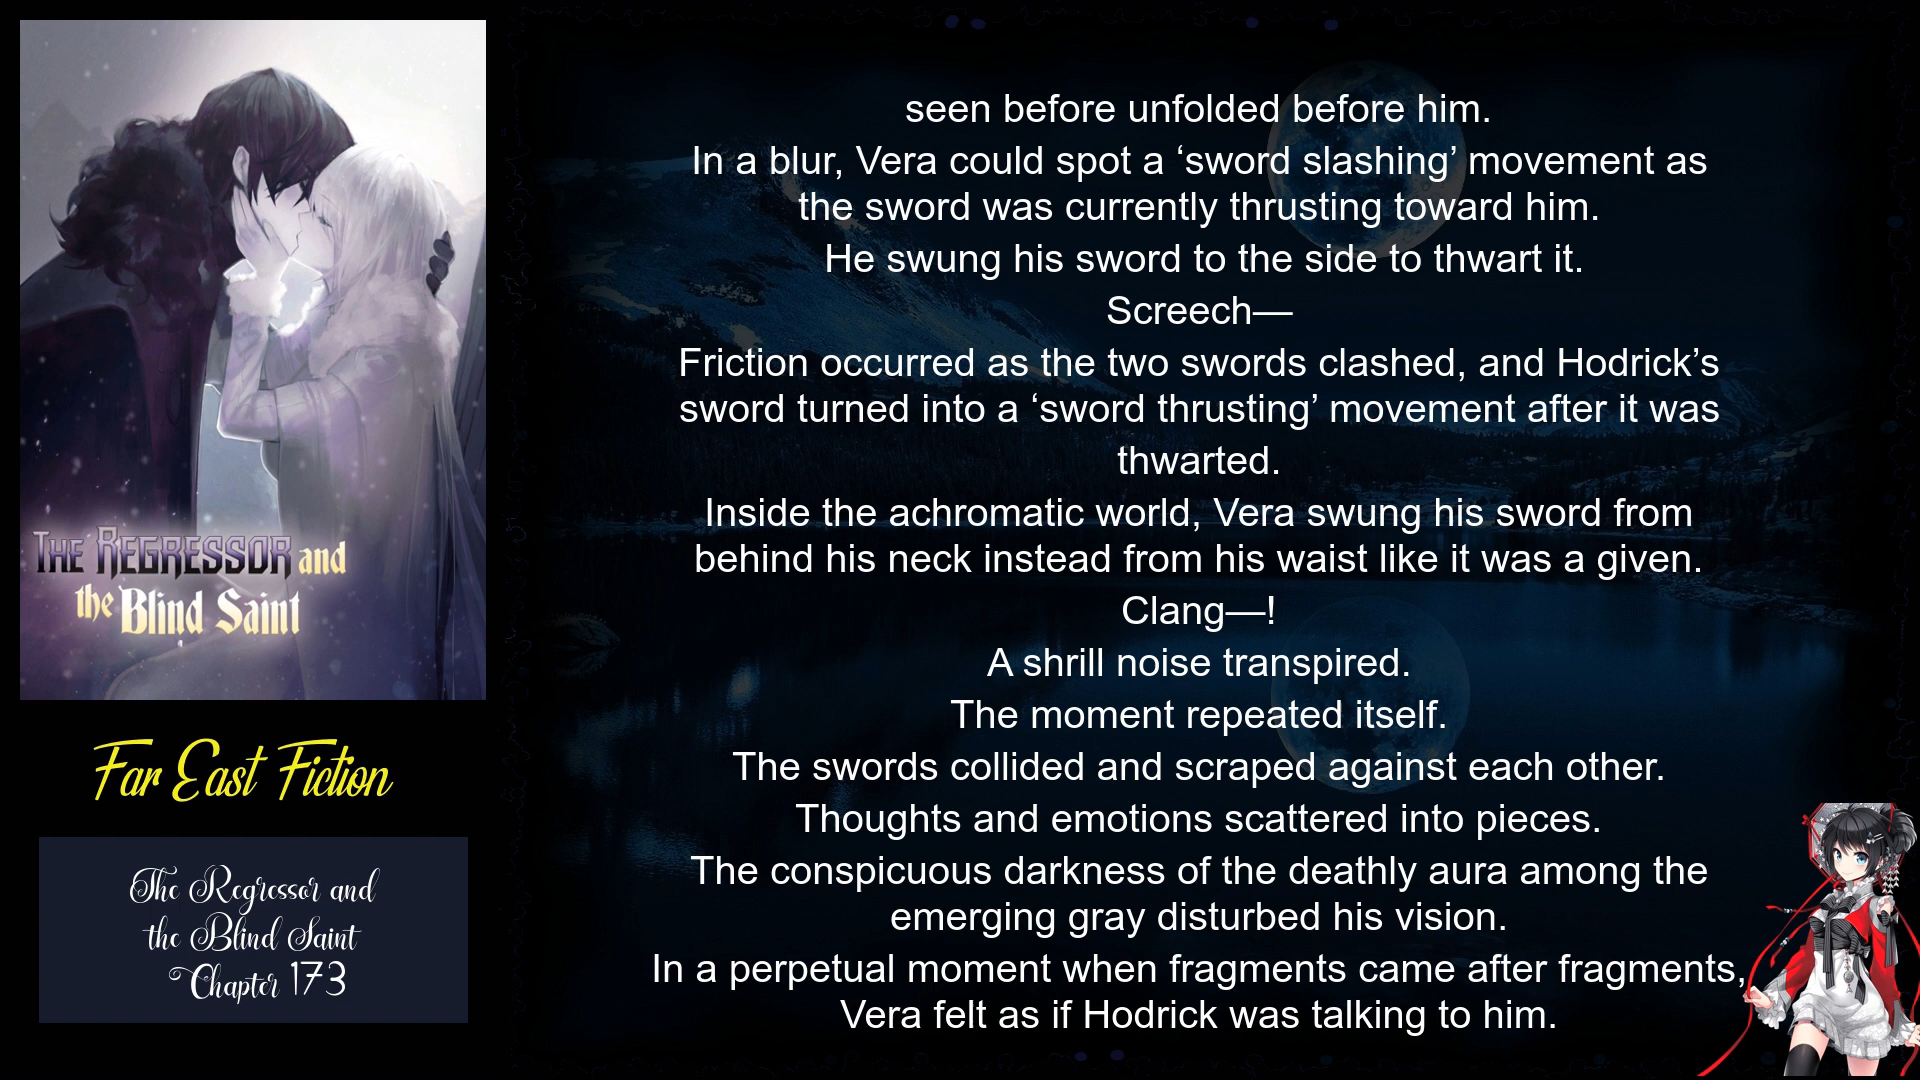 THE REGRESSOR and
the Blind Saint
Far East Fiction
The Regressor and
the Blind Saint
Chapter 173
seen before unfolded before him.
In a blur, Vera could spot a ‘sword slashing’ movement as
the sword was currently thrusting toward him.
He swung his sword to the side to thwart it.
Screech—
Friction occurred as the two swords clashed, and Hodrick’s
sword turned into a ‘sword thrusting’ movement after it was
thwarted.
Inside the achromatic world, Vera swung his sword from
behind his neck instead from his waist like it was a given.
Clang—!
A shrill noise transpired.
The moment repeated itself.
The swords collided and scraped against each other.
Thoughts and emotions scattered into pieces.
The conspicuous darkness of the deathly aura among the
emerging gray disturbed his vision.
In a perpetual moment when fragments came after fragments,
Vera felt as if Hodrick was talking to him.